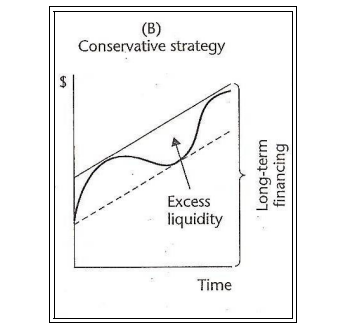 (B)
Conservative strategy
$
Excess
liquidity
Long-term
financing
Time